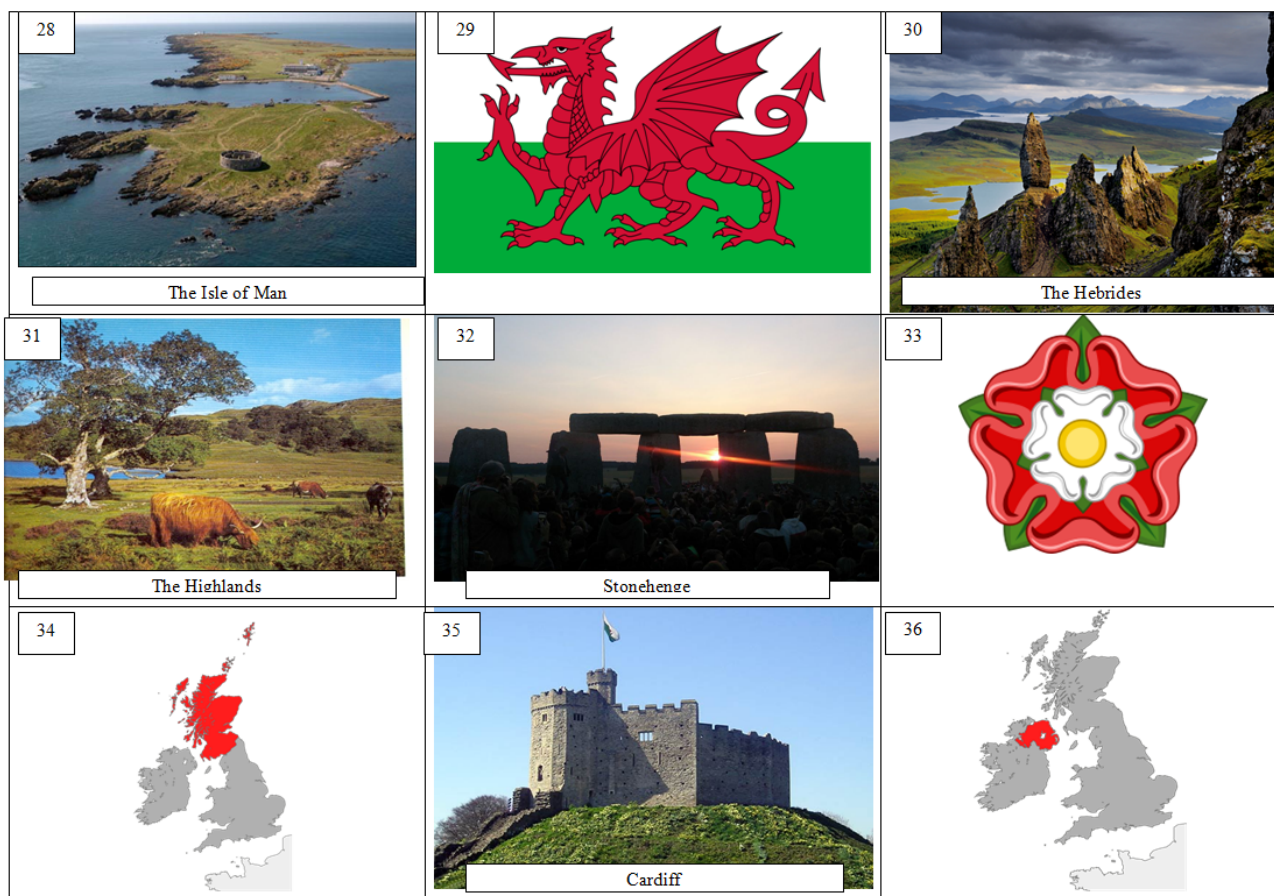 28
29
30
The Isle of Man
The Hebrides
31
32
33
The Highlands
Stonehenge
34
35
36
Cardiff